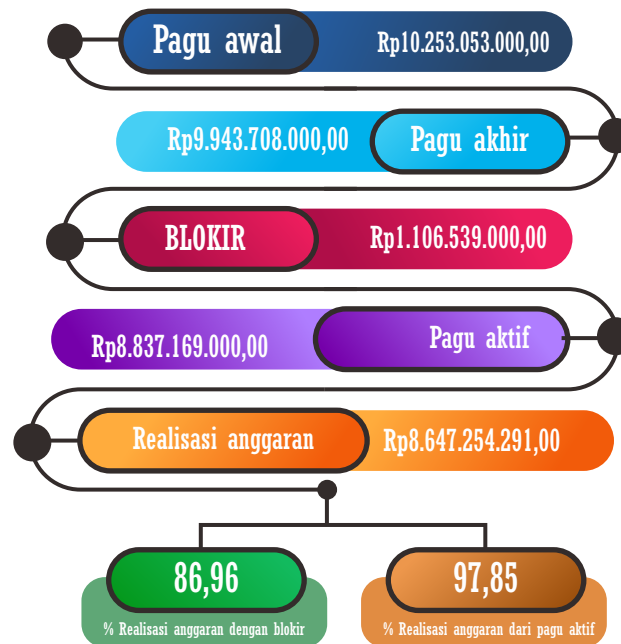 Pagu awal Rp10.253.053.000,00
Rp9.943.708.000,00 Pagu akhir
BLOKIR Rp1.106.539.000,00
Rp8.837.169.000,00 Pagu aktif
Realisasi anggaran Rp8.647.254.291,00
86,96 97,85
% Realisasi anggaran dengan blokir % Realisasi anggaran dari pagu aktif